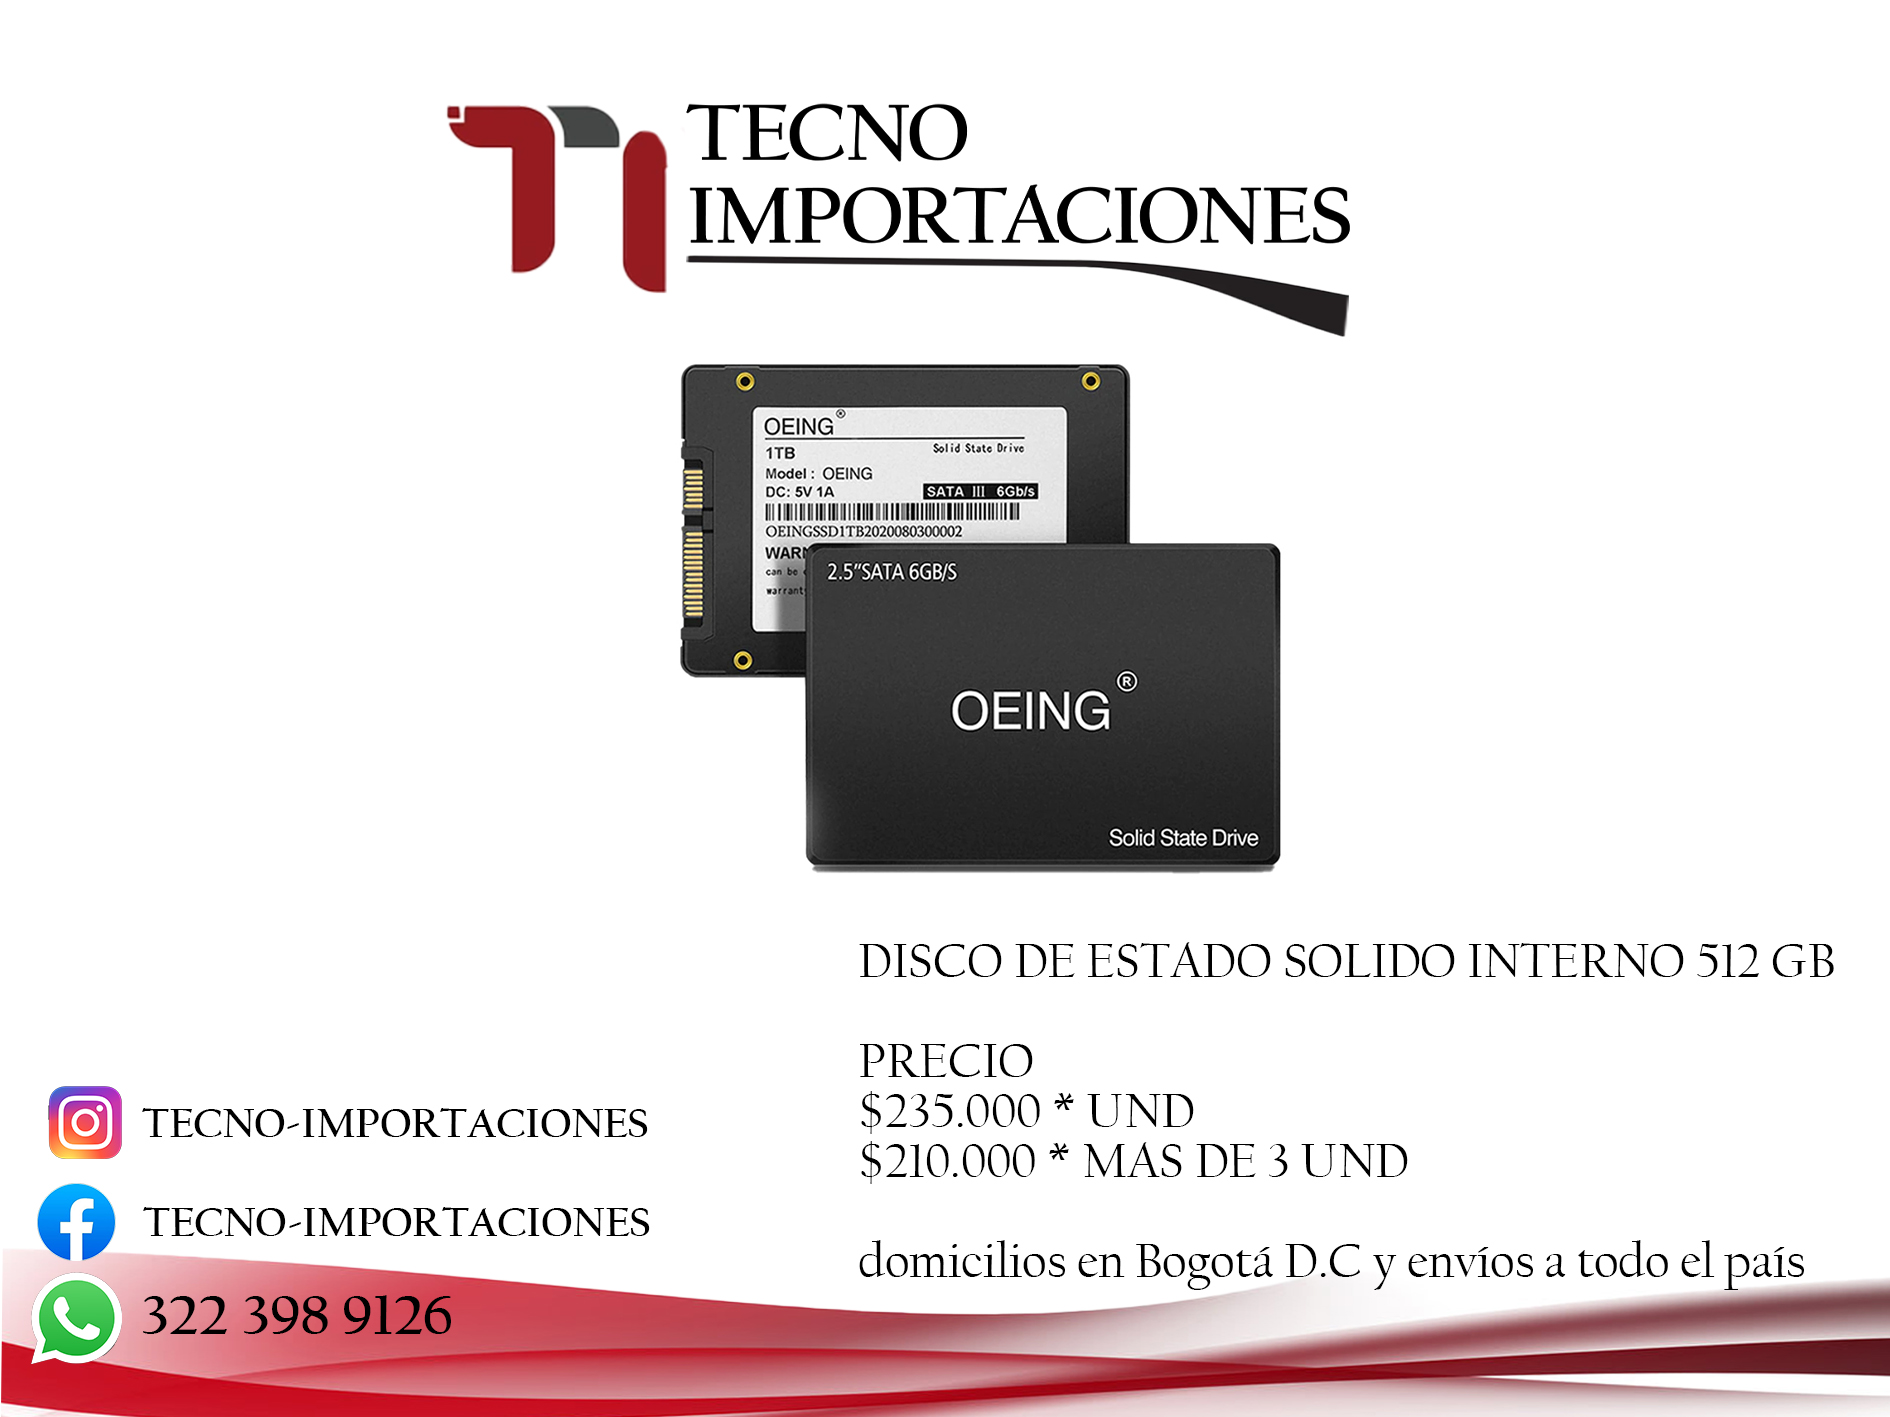 TECNO
IMPORTACIONES
OEING®
Solid State Drive
1TB
Model : OEING
DC: 5V 1A
SATA III 6Gb/s
OEINGSSD1TB2020080300002
can be
2.5"SATA 6GB/S
OEING®
Solid State Drive
DISCO DE ESTADO SOLIDO INTERNO 512 GB
PRECIO
$235.000 * UND
$210.000 * MAS DE 3 UND
domicilios en Bogotá D.C y envíos a todo el país
TECNO-IMPORTACIONES
TECNO-IMPORTACIONES
322 398 9126